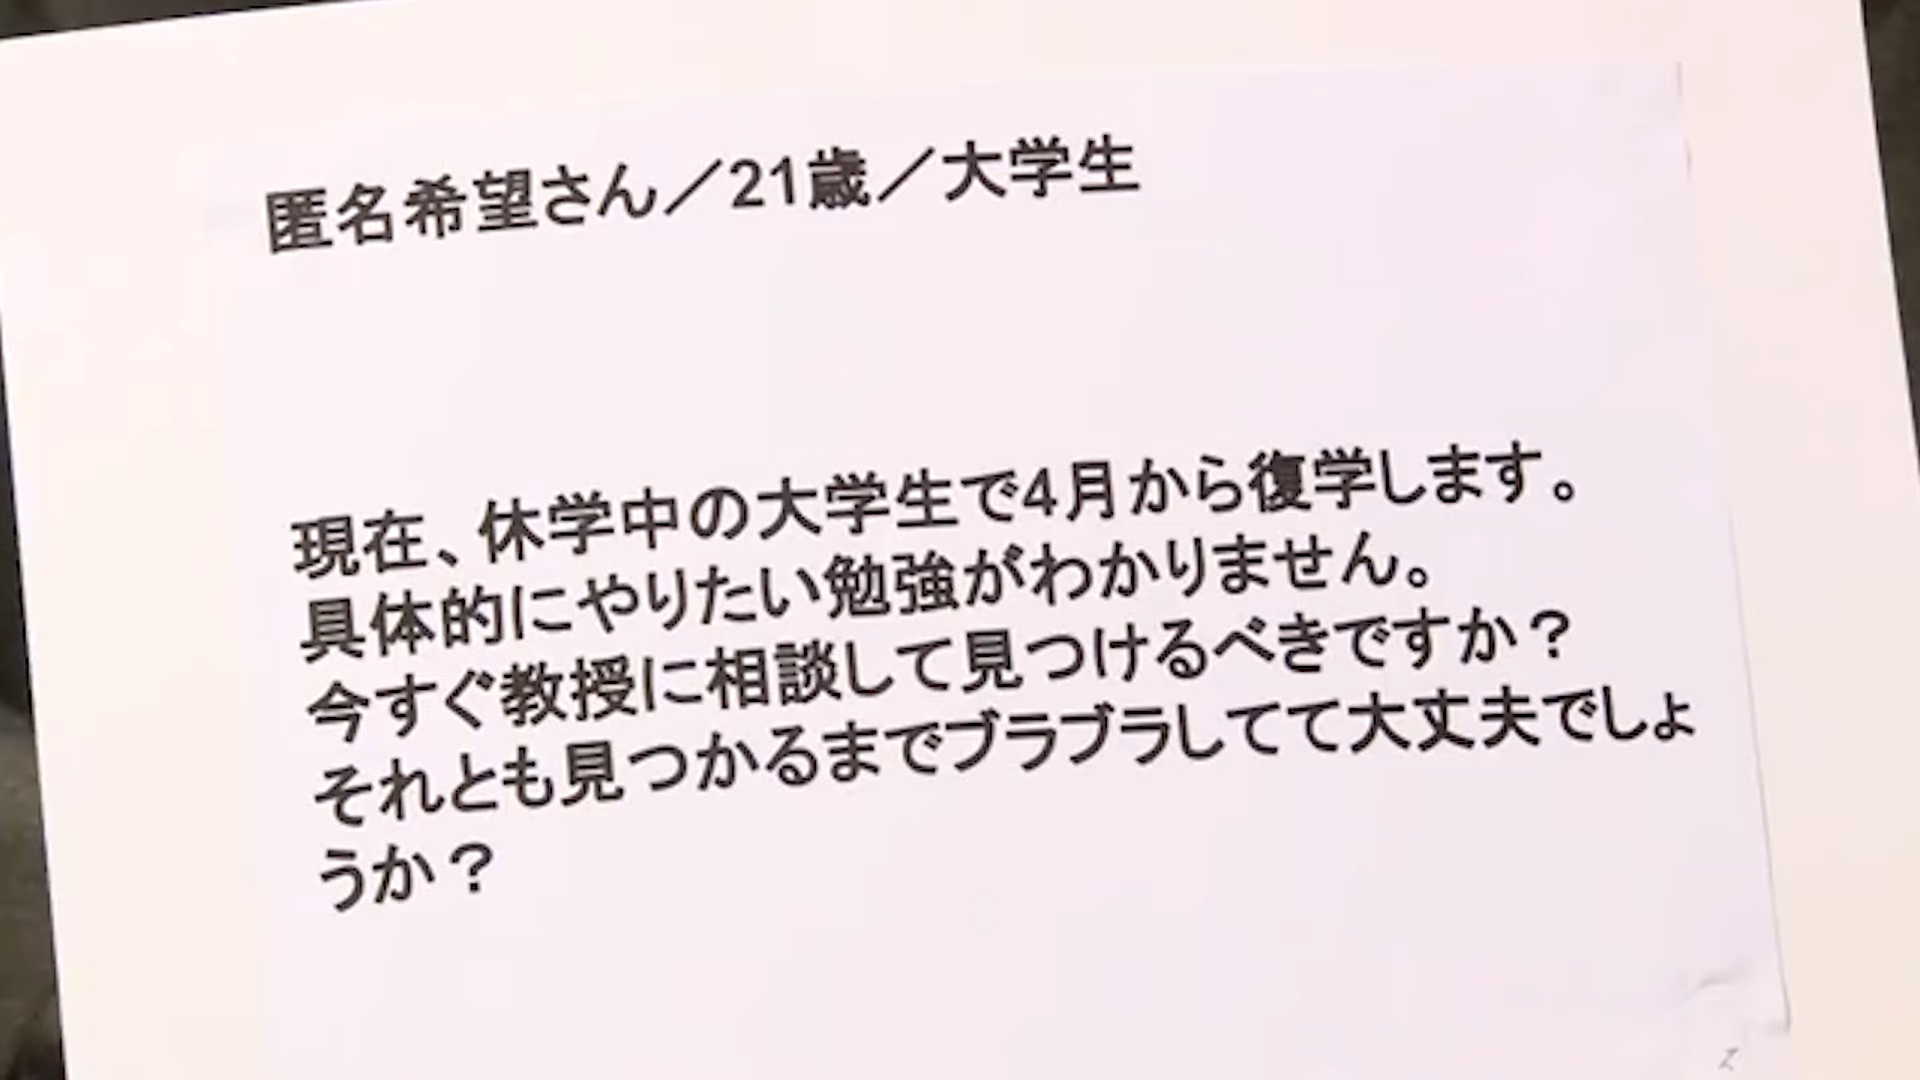 匿名希望さん／21歳／大学生
現在、休学中の大学生で4月から復学します。
具体的にやりたい勉強がわかりません。
今すぐ教授に相談して見つけるべきですか？
それとも見つかるまでブラブラしてて大丈夫でしょ
うか？